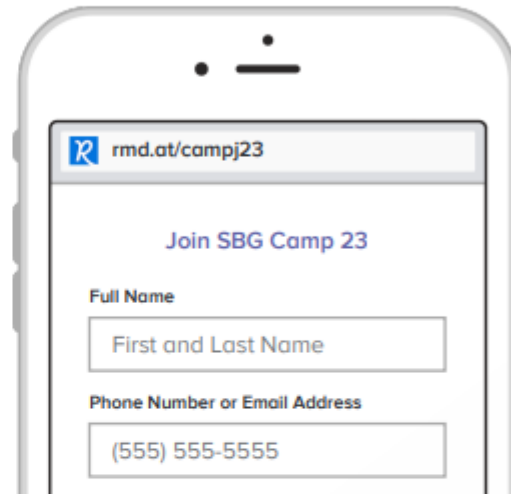 rmd.at/campj23
Join SBG Camp 23
Full Name
First and Last Name
Phone Number or Email Address
(555) 555-5555